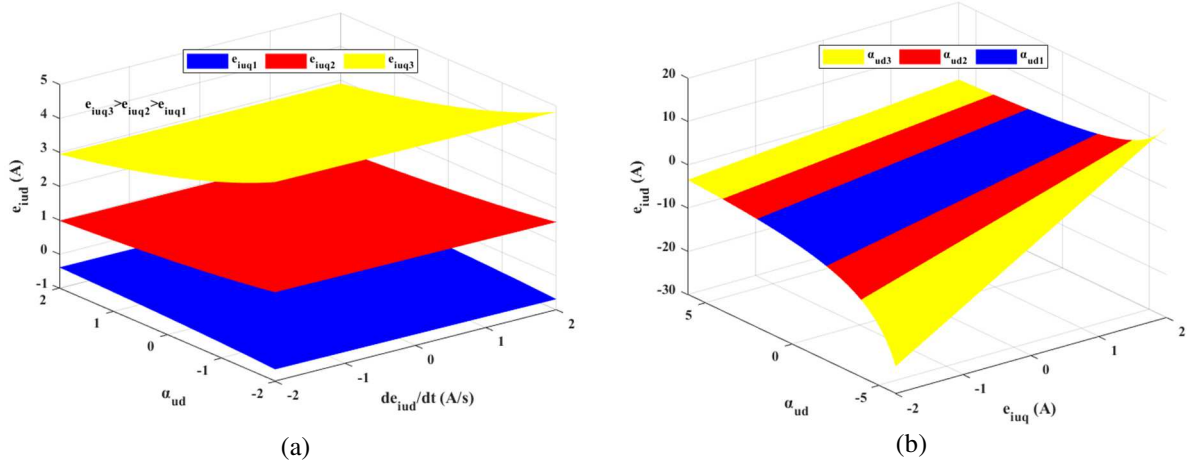 e_iuq1 e_iuq2 e_iuq3
e_iuq3>e_iuq2>e_iuq1
5
4
3
2
1
0
-1
e_iud (A)
2
1
0
-1
-2
α_ud
-2
-1
0
1
2
de_iud/dt (A/s)
(a)
α_ud3 α_ud2 α_ud1
20
10
0
-10
-20
-30
e_iud (A)
5
0
-5
α_ud
-2
-1
0
1
2
e_iuq (A)
(b)